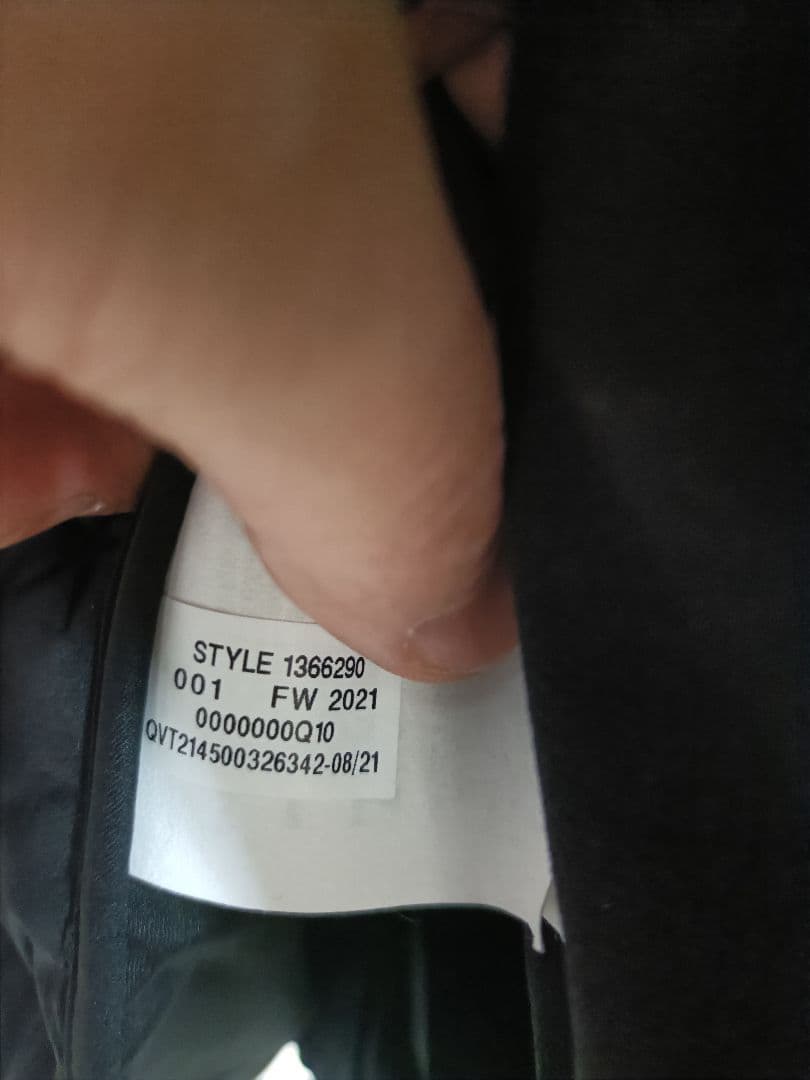 STYLE 1366290
001 FW 2021
0000000Q10
QVT214500326342-08/21